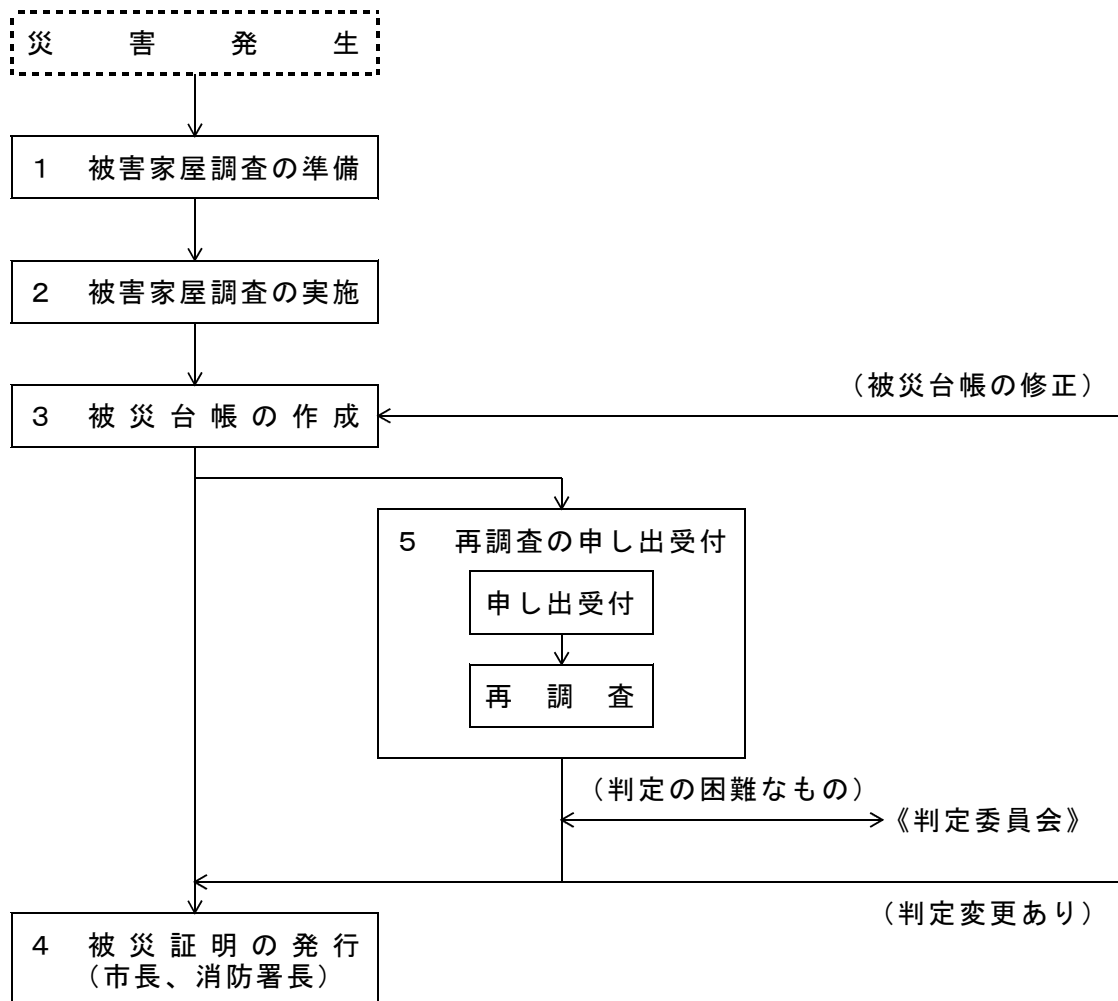 災害発生
1 被害家屋調査の準備
2 被害家屋調査の実施
(被災台帳の修正)
3 被災台帳の作成
5 再調査の申し出受付
申し出受付
再調査
(判定の困難なもの)
《判定委員会》
(判定変更あり)
4 被災証明の発行
(市長、消防署長)